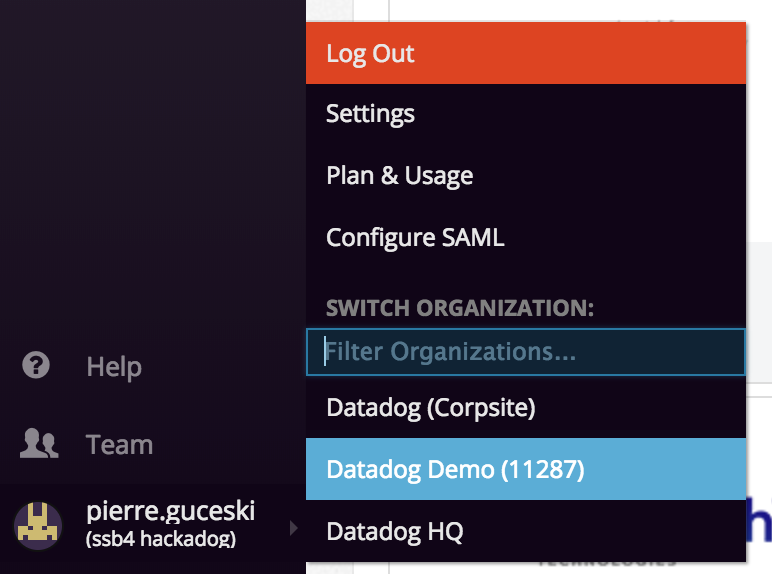 Log Out
Settings
Plan & Usage
Configure SAML
SWITCH ORGANIZATION:
Filter Organizations...
Datadog (Corpsite)
Datadog Demo (11287)
Datadog HQ
Help
Team
pierre.guceski
(ssb4 hackadog)